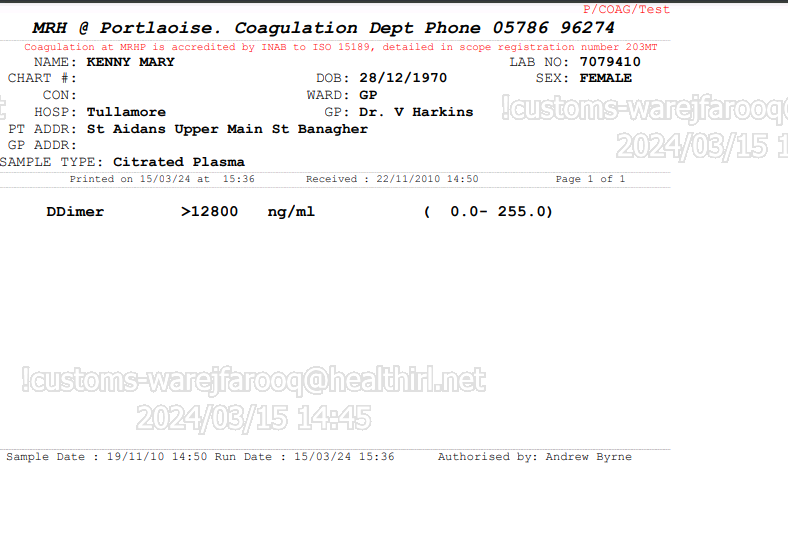 P/COAG/Test
MRH @ Portlaoise. Coagulation Dept Phone 05786 96274
Coagulation at MRHP is accredited by INAB to ISO 15189, detailed in scope registration number 203MT
NAME: KENNY MARY LAB NO: 7079410
CHART #: DOB: 28/12/1970 SEX: FEMALE
CON: WARD: GP
HOSP: Tullamore GP: Dr. V Harkins
!customs-warejfarooq@
PT ADDR: St Aidans Upper Main St Banagher
GP ADDR:
2024/03/15 1
SAMPLE TYPE: Citrated Plasma
Printed on 15/03/24 at 15:36 Received : 22/11/2010 14:50 Page 1 of 1
DDimer >12800 ng/ml ( 0.0- 255.0)
!customs-warejfarooq@healthirl.net
2024/03/15 14:45
Sample Date : 19/11/10 14:50 Run Date : 15/03/24 15:36 Authorised by: Andrew Byrne